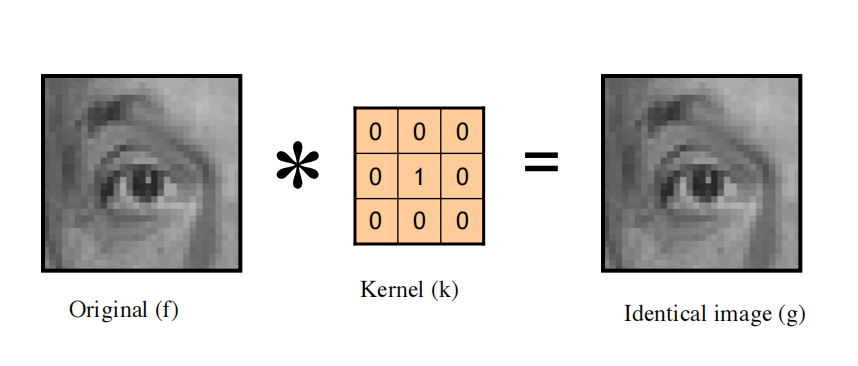 *
0 0 0
0 1 0
0 0 0
=
Original (f)
Kernel (k)
Identical image (g)